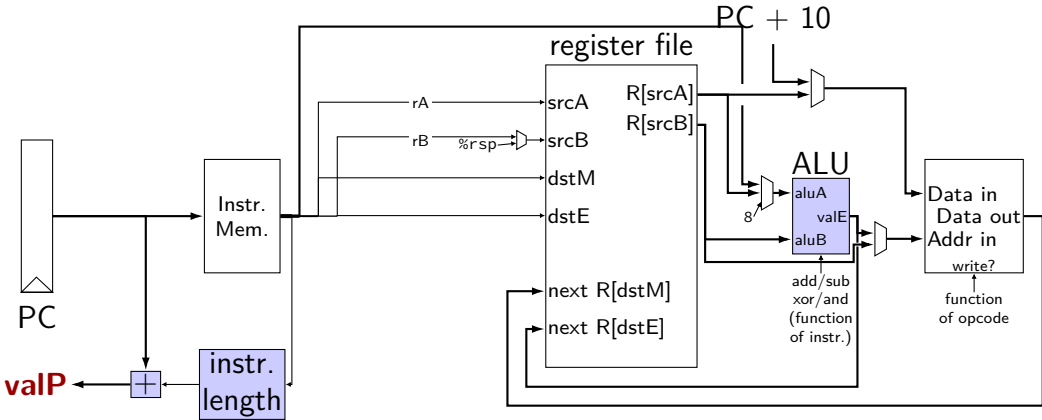 PC + 10
register file
rA
srcA
R[srcA]
R[srcB]
rB
%rsp
srcB
ALU
dstM
aluA
Instr.
Mem.
8
Data in
valE
Data out
dstE
aluB
Addr in
write?
add/sub
xor/and
(function
of instr.)
function
of opcode
next R[dstM]
next R[dstE]
PC
valP
+
instr.
length